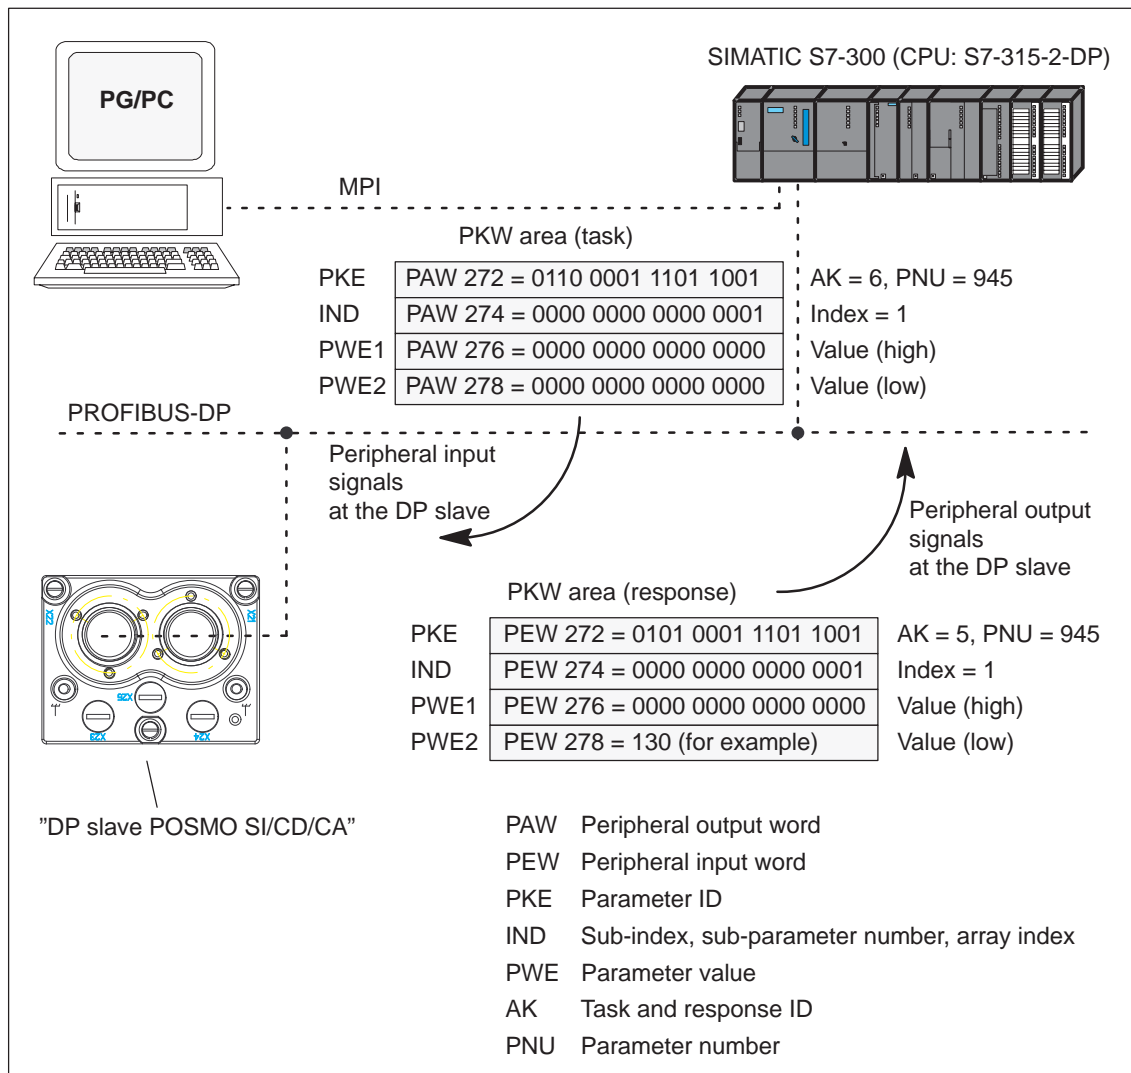 PG/PC
SIMATIC S7-300 (CPU: S7-315-2-DP)
MPI
PKW area (task)
PKE PAW 272 = 0110 0001 1101 1001 AK = 6, PNU = 945
IND PAW 274 = 0000 0000 0000 0001 Index = 1
PWE1 PAW 276 = 0000 0000 0000 0000 Value (high)
PWE2 PAW 278 = 0000 0000 0000 0000 Value (low)
PROFIBUS-DP
Peripheral input
signals
at the DP slave
Peripheral output
signals
at the DP slave
PKW area (response)
PKE PEW 272 = 0101 0001 1101 1001 AK = 5, PNU = 945
IND PEW 274 = 0000 0000 0000 0001 Index = 1
PWE1 PEW 276 = 0000 0000 0000 0000 Value (high)
PWE2 PEW 278 = 130 (for example) Value (low)
X22
X21
X25
X23
X24
”DP slave POSMO SI/CD/CA”
PAW Peripheral output word
PEW Peripheral input word
PKE Parameter ID
IND Sub-index, sub-parameter number, array index
PWE Parameter value
AK Task and response ID
PNU Parameter number